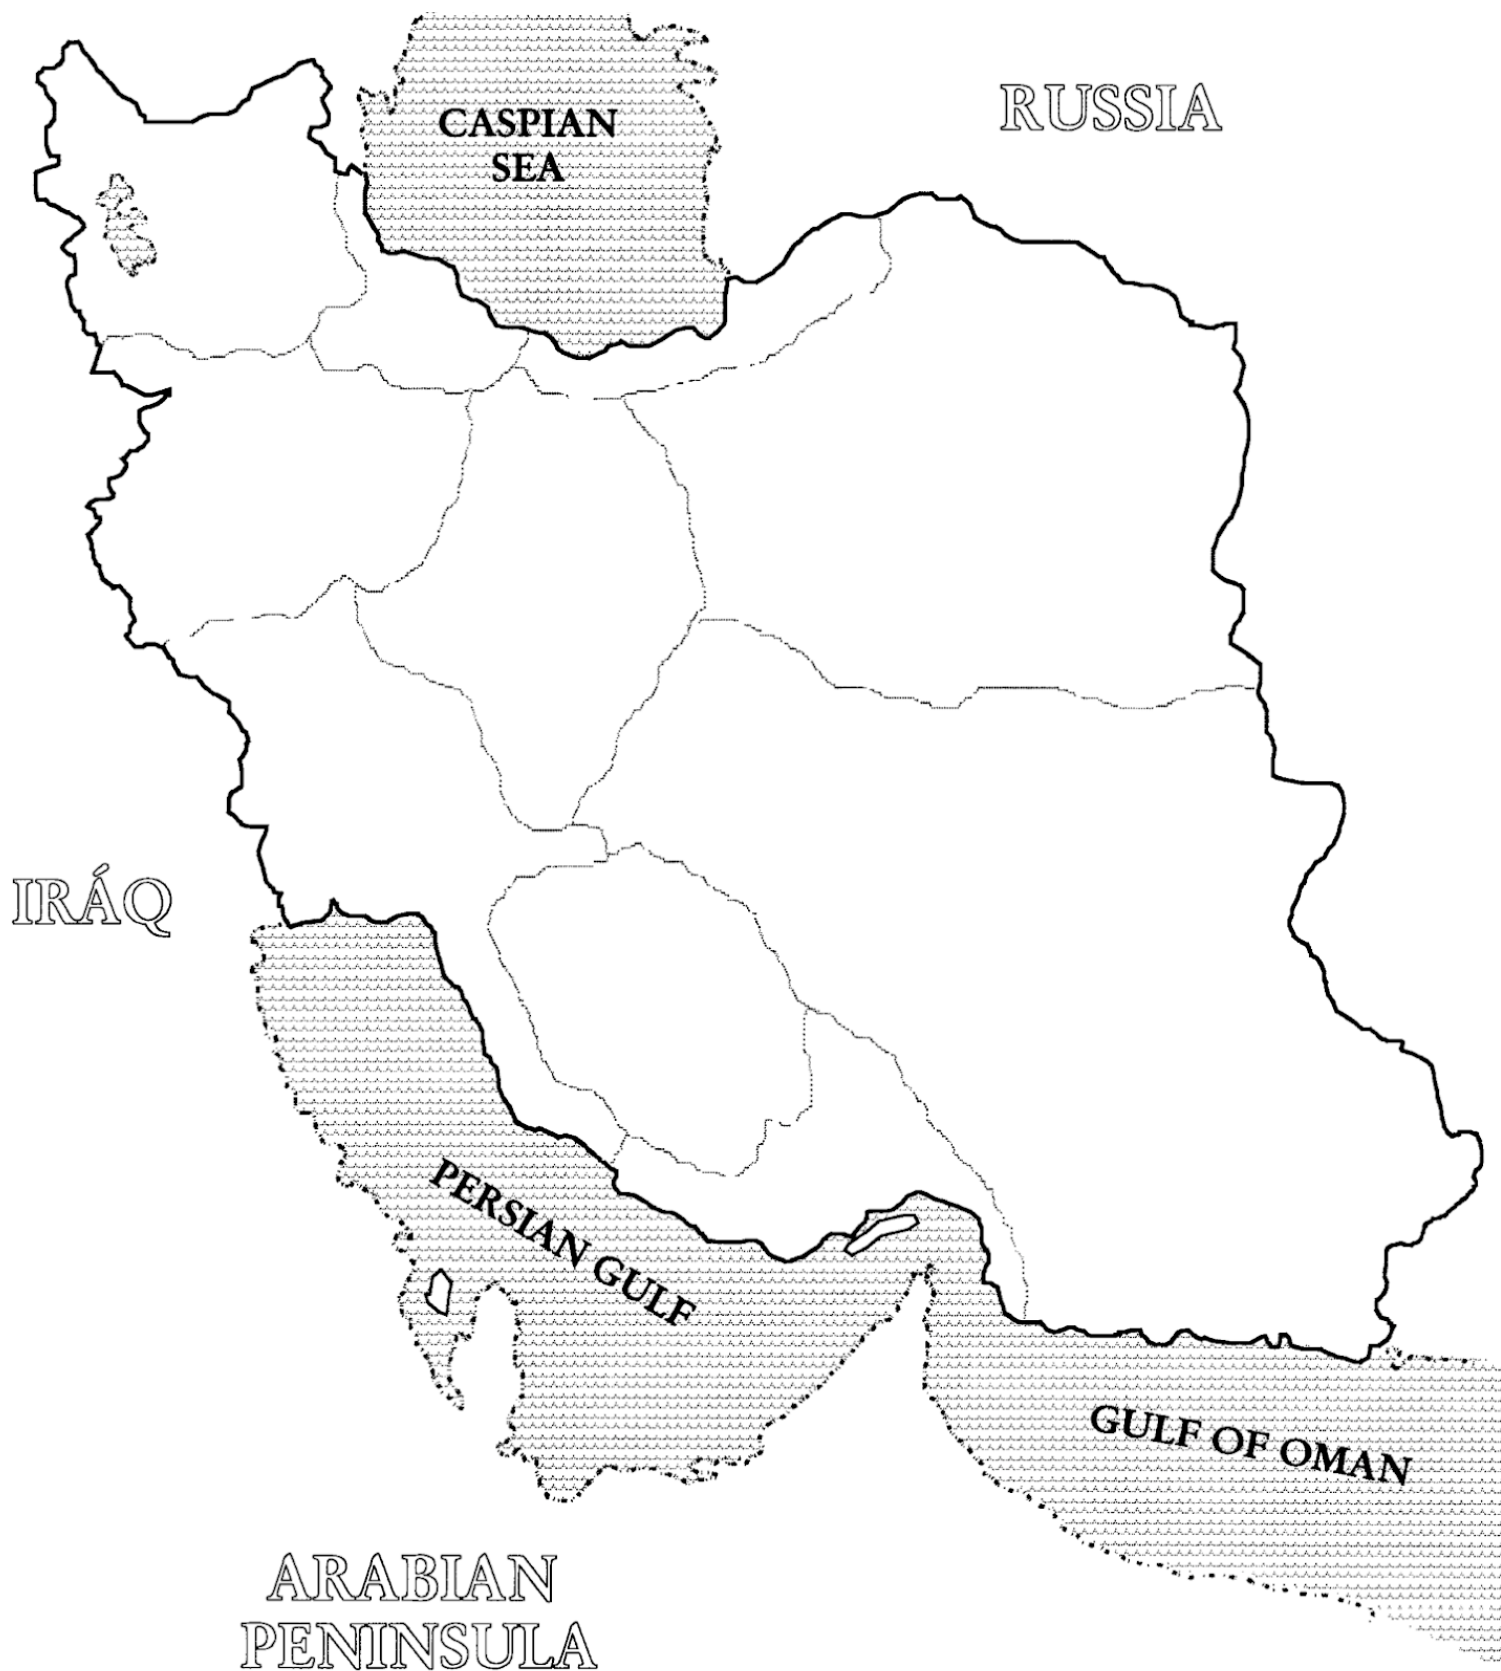 CASPIAN
SEA
RUSSIA
IRÁQ
PERSIAN GULF
GULF OF OMAN
ARABIAN
PENINSULA